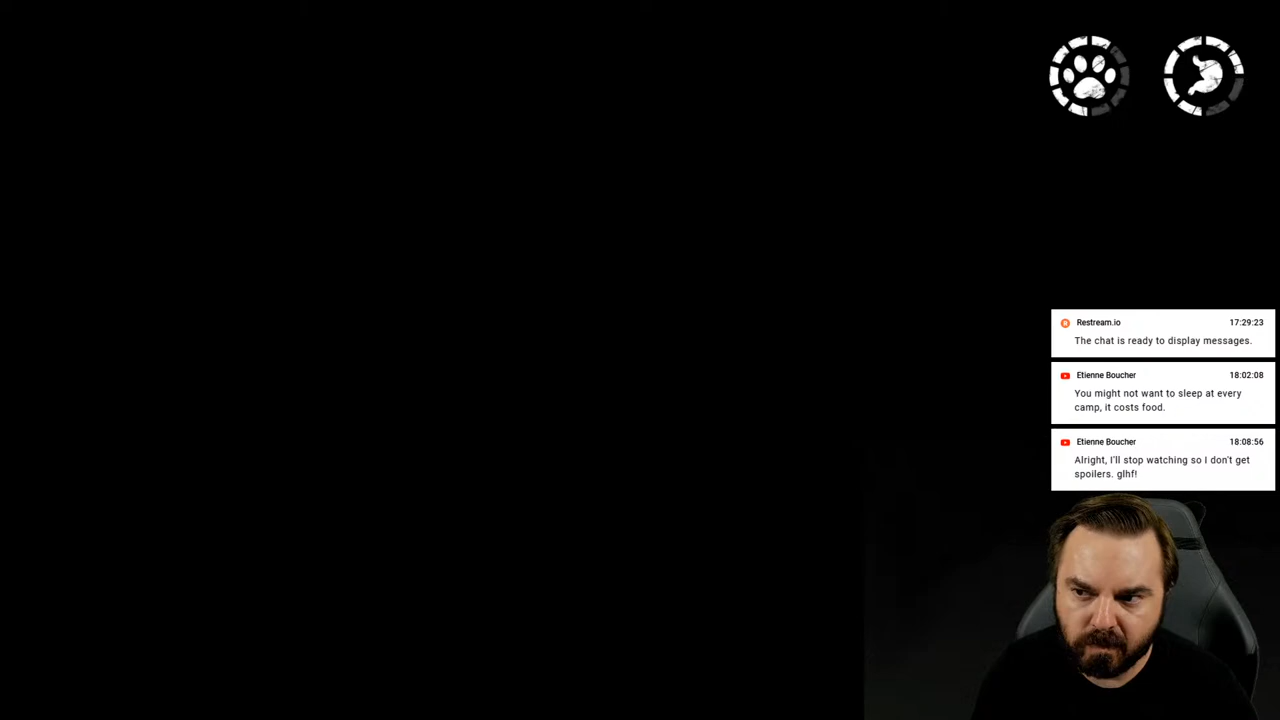 Restream.io 17:29:23
The chat is ready to display messages.
Etienne Boucher 18:02:08
You might not want to sleep at every
camp, it costs food.
Etienne Boucher 18:08:56
Alright, I'll stop watching so I don't get
spoilers. glhf!